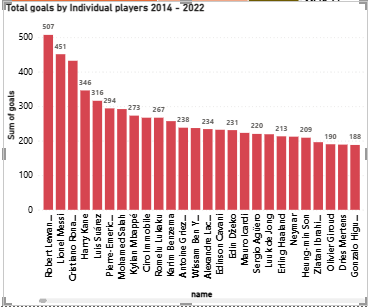 Total goals by Individual players 2014 - 2022
Sum of goals
500
400
300
200
100
0
507
451
346
316
294
273
267
238
234
231
220
213
209
190
188
Robert Lewan...
Lionel Messi
Cristiano Rona...
Harry Kane
Luis Suárez
Pierre-Emeric...
Mohamed Salah
Kylian Mbappé
Ciro Immobile
Romelu Lukaku
Karim Benzema
Antoine Griez...
Wissam Ben Y...
Alexandre Lac...
Edinson Cavani
Edin Džeko
Mauro Icardi
Sergio Agüero
Luuk de Jong
Erling Haaland
Neymar
Heung-min Son
Zlatan Ibrahi...
Olivier Giroud
Dries Mertens
Gonzalo Higu...
name